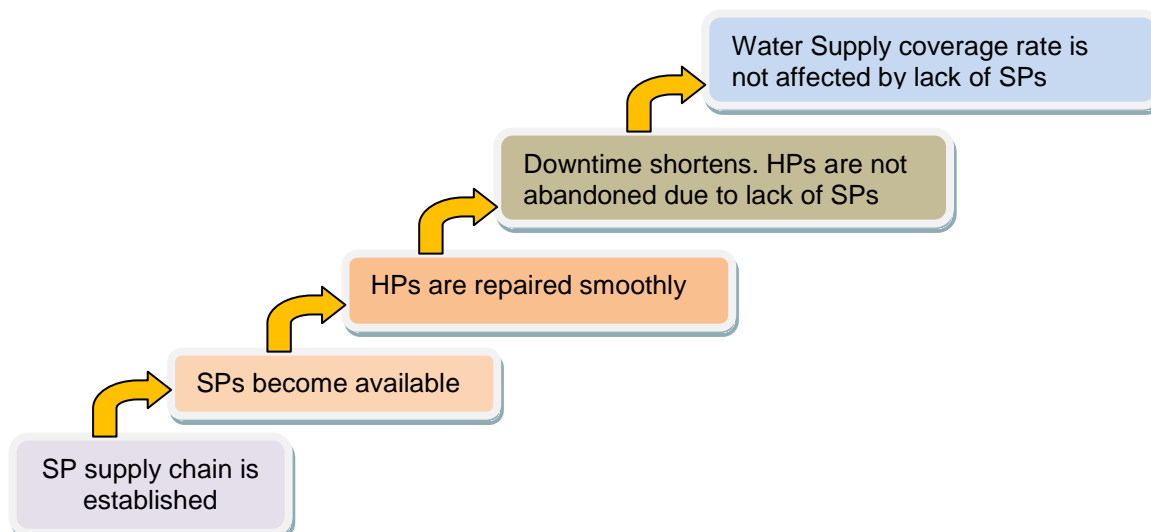 Water Supply coverage rate is
not affected by lack of SPs
Downtime shortens. HPs are not
abandoned due to lack of SPs
HPs are repaired smoothly
SPs become available
SP supply chain is
established